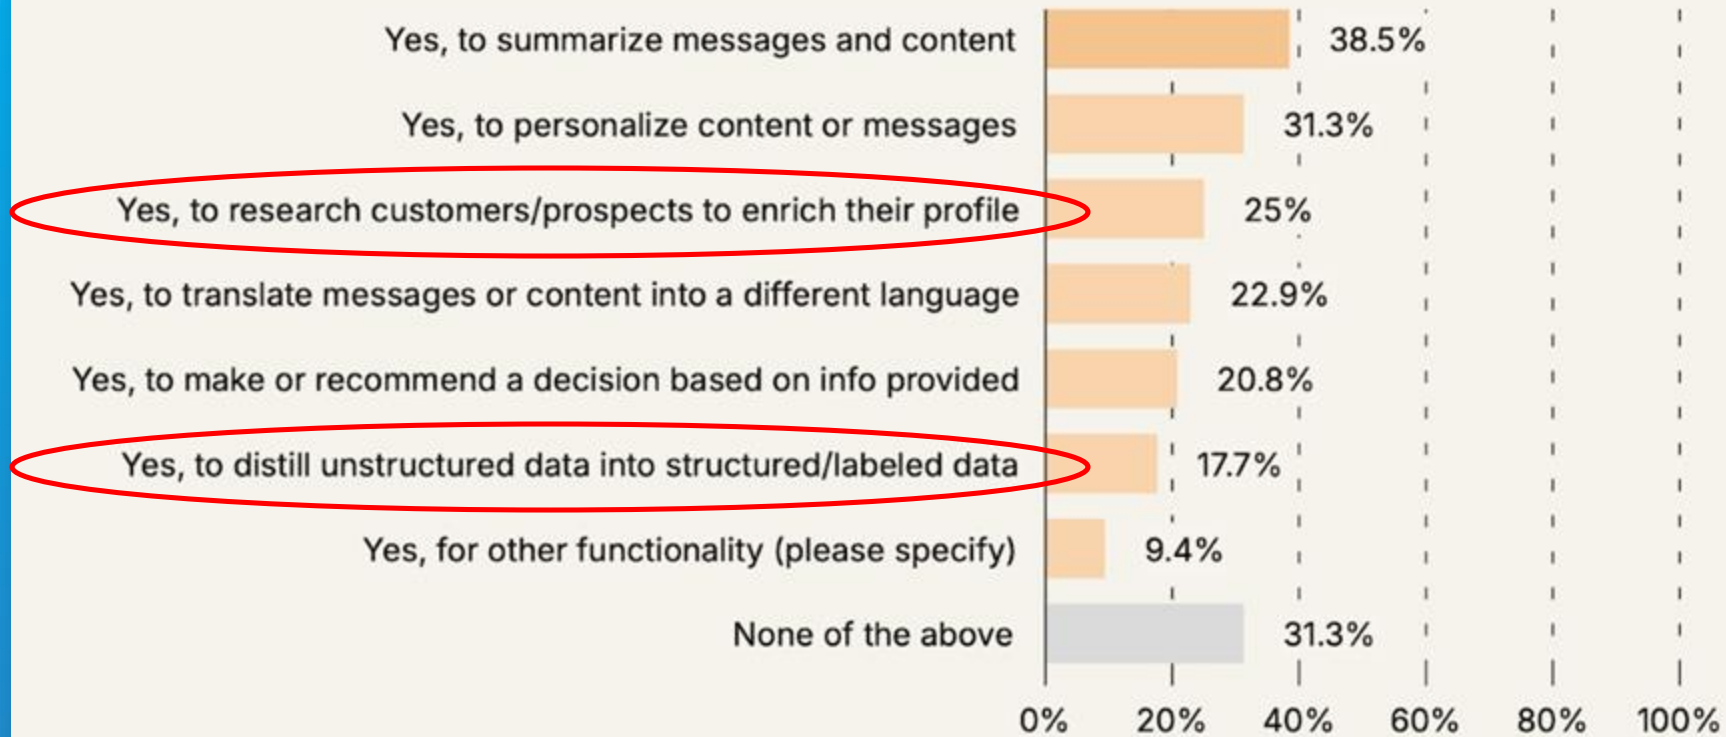 Yes, to summarize messages and content 38.5%
Yes, to personalize content or messages 31.3%
Yes, to research customers/prospects to enrich their profile 25%
Yes, to translate messages or content into a different language 22.9%
Yes, to make or recommend a decision based on info provided 20.8%
Yes, to distill unstructured data into structured/labeled data 17.7%
Yes, for other functionality (please specify) 9.4%
None of the above 31.3%
0% 20% 40% 60% 80% 100%